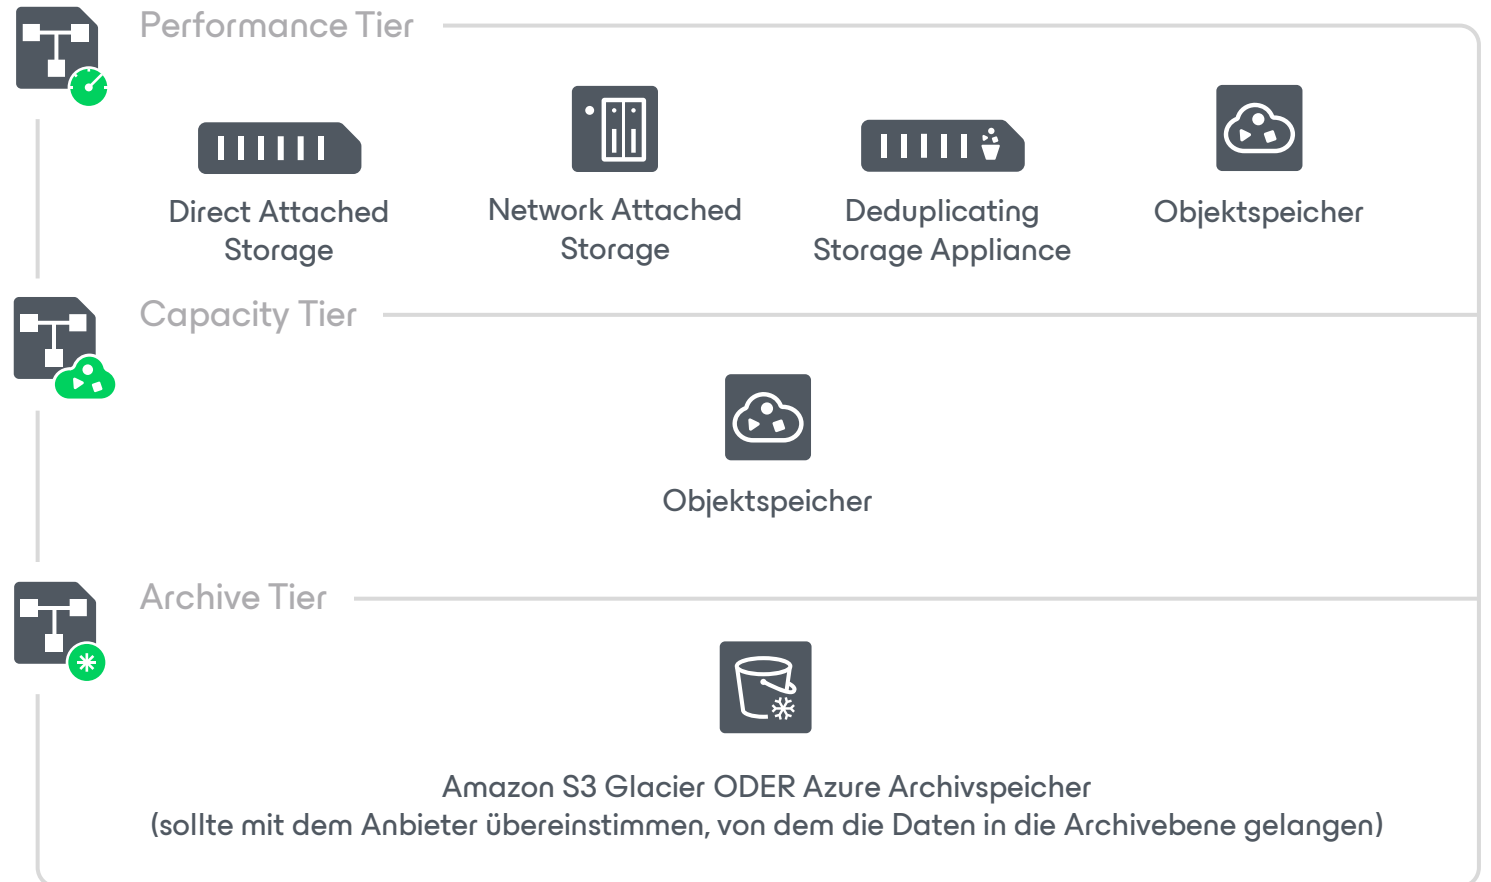 Performance Tier
Direct Attached
Storage
Network Attached
Storage
Deduplicating
Storage Appliance
Objektspeicher
Capacity Tier
Objektspeicher
Archive Tier
Amazon S3 Glacier ODER Azure Archivspeicher
(sollte mit dem Anbieter übereinstimmen, von dem die Daten in die Archivebene gelangen)